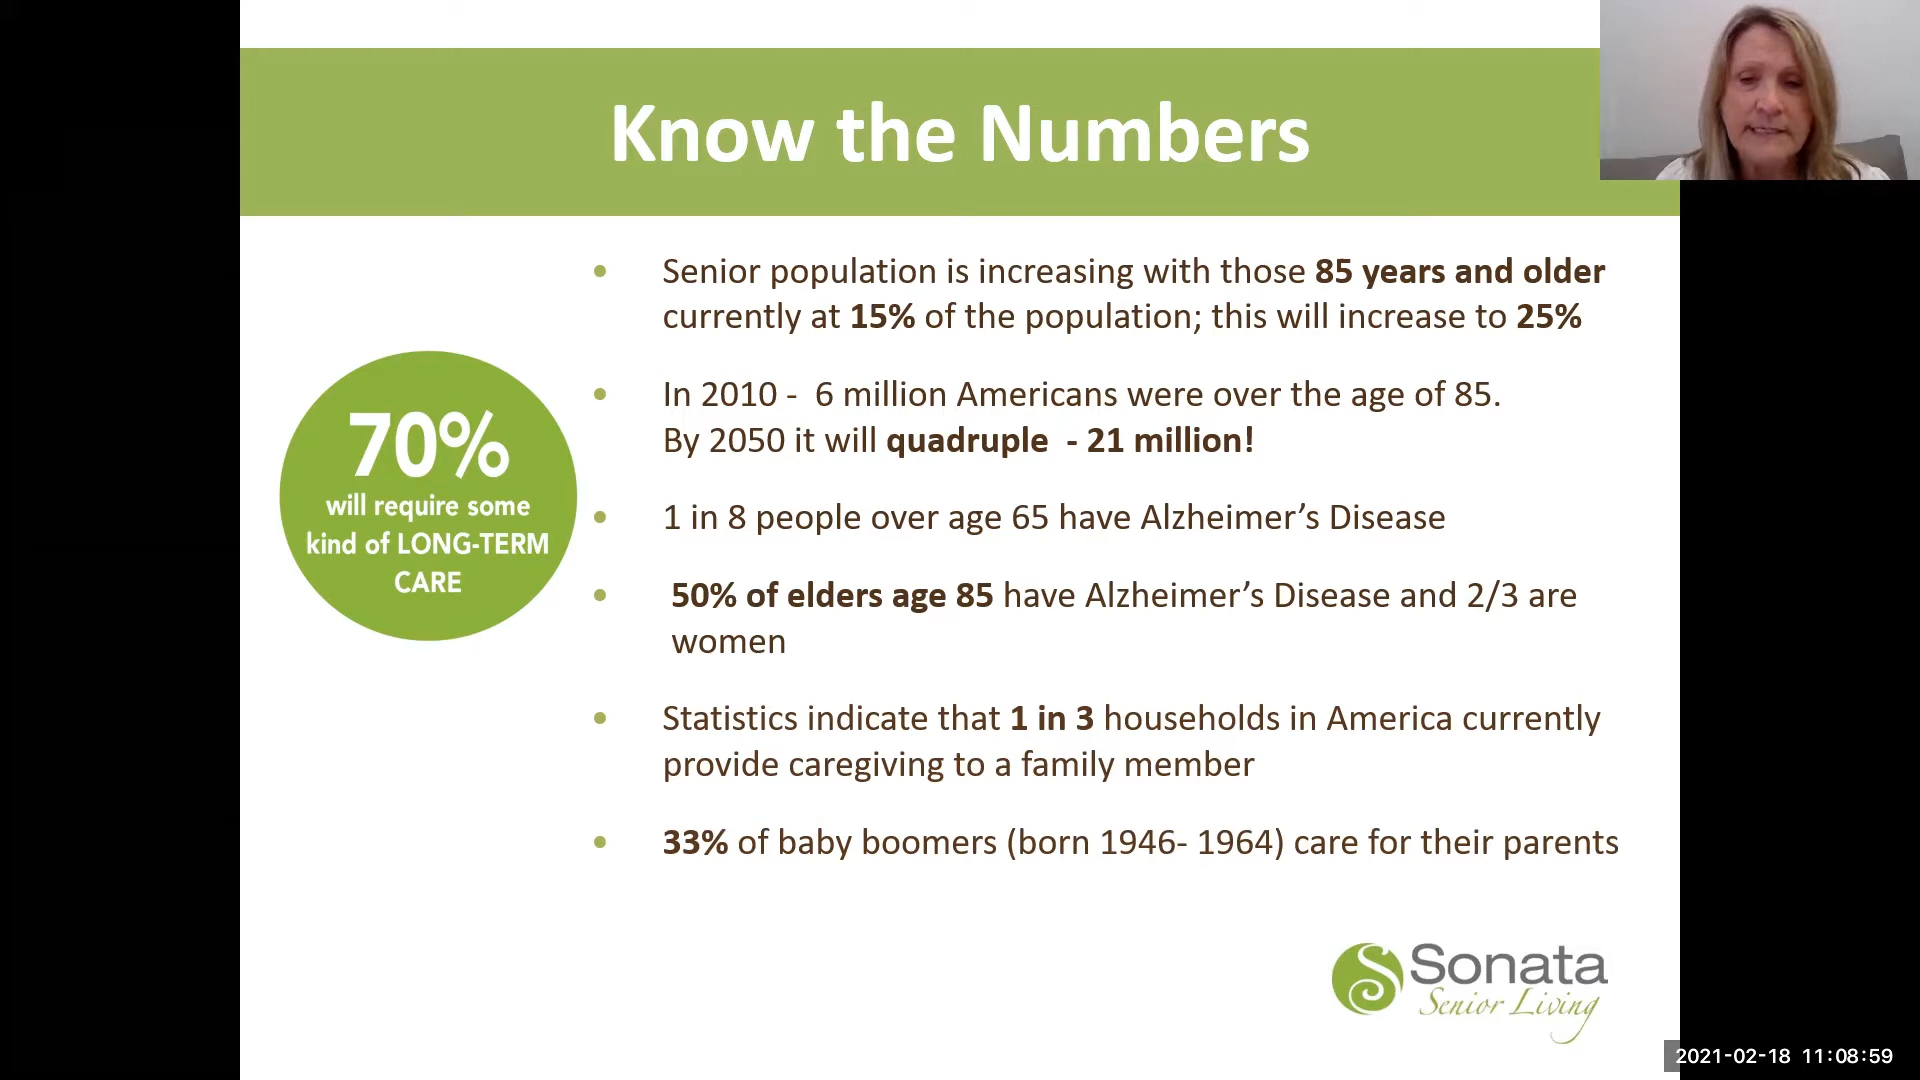 Know the Numbers
70%
will require some
kind of LONG-TERM
CARE
• Senior population is increasing with those 85 years and older
currently at 15% of the population; this will increase to 25%
• In 2010 -  6 million Americans were over the age of 85.
By 2050 it will quadruple  - 21 million!
• 1 in 8 people over age 65 have Alzheimer’s Disease
• 50% of elders age 85 have Alzheimer’s Disease and 2/3 are
women
• Statistics indicate that 1 in 3 households in America currently
provide caregiving to a family member
• 33% of baby boomers (born 1946- 1964) care for their parents
Sonata
Senior Living
2021-02-18 11:08:59